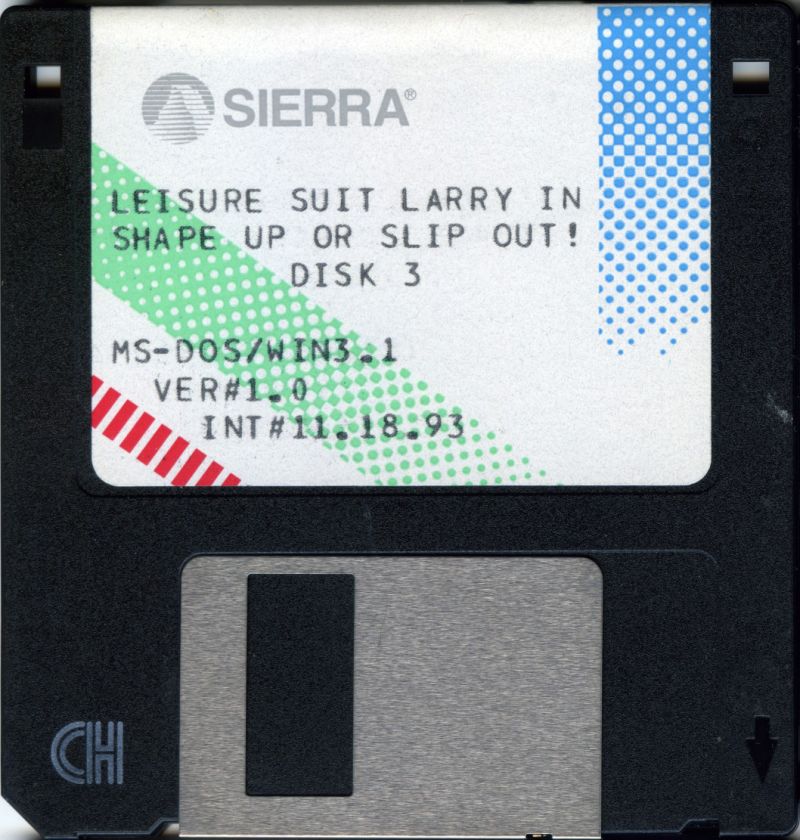 SIERRA®
LEISURE SUIT LARRY IN
SHAPE UP OR SLIP OUT!
DISK 3
MS-DOS/WIN3.1
VER#1.0
INT#11.18.93
CH